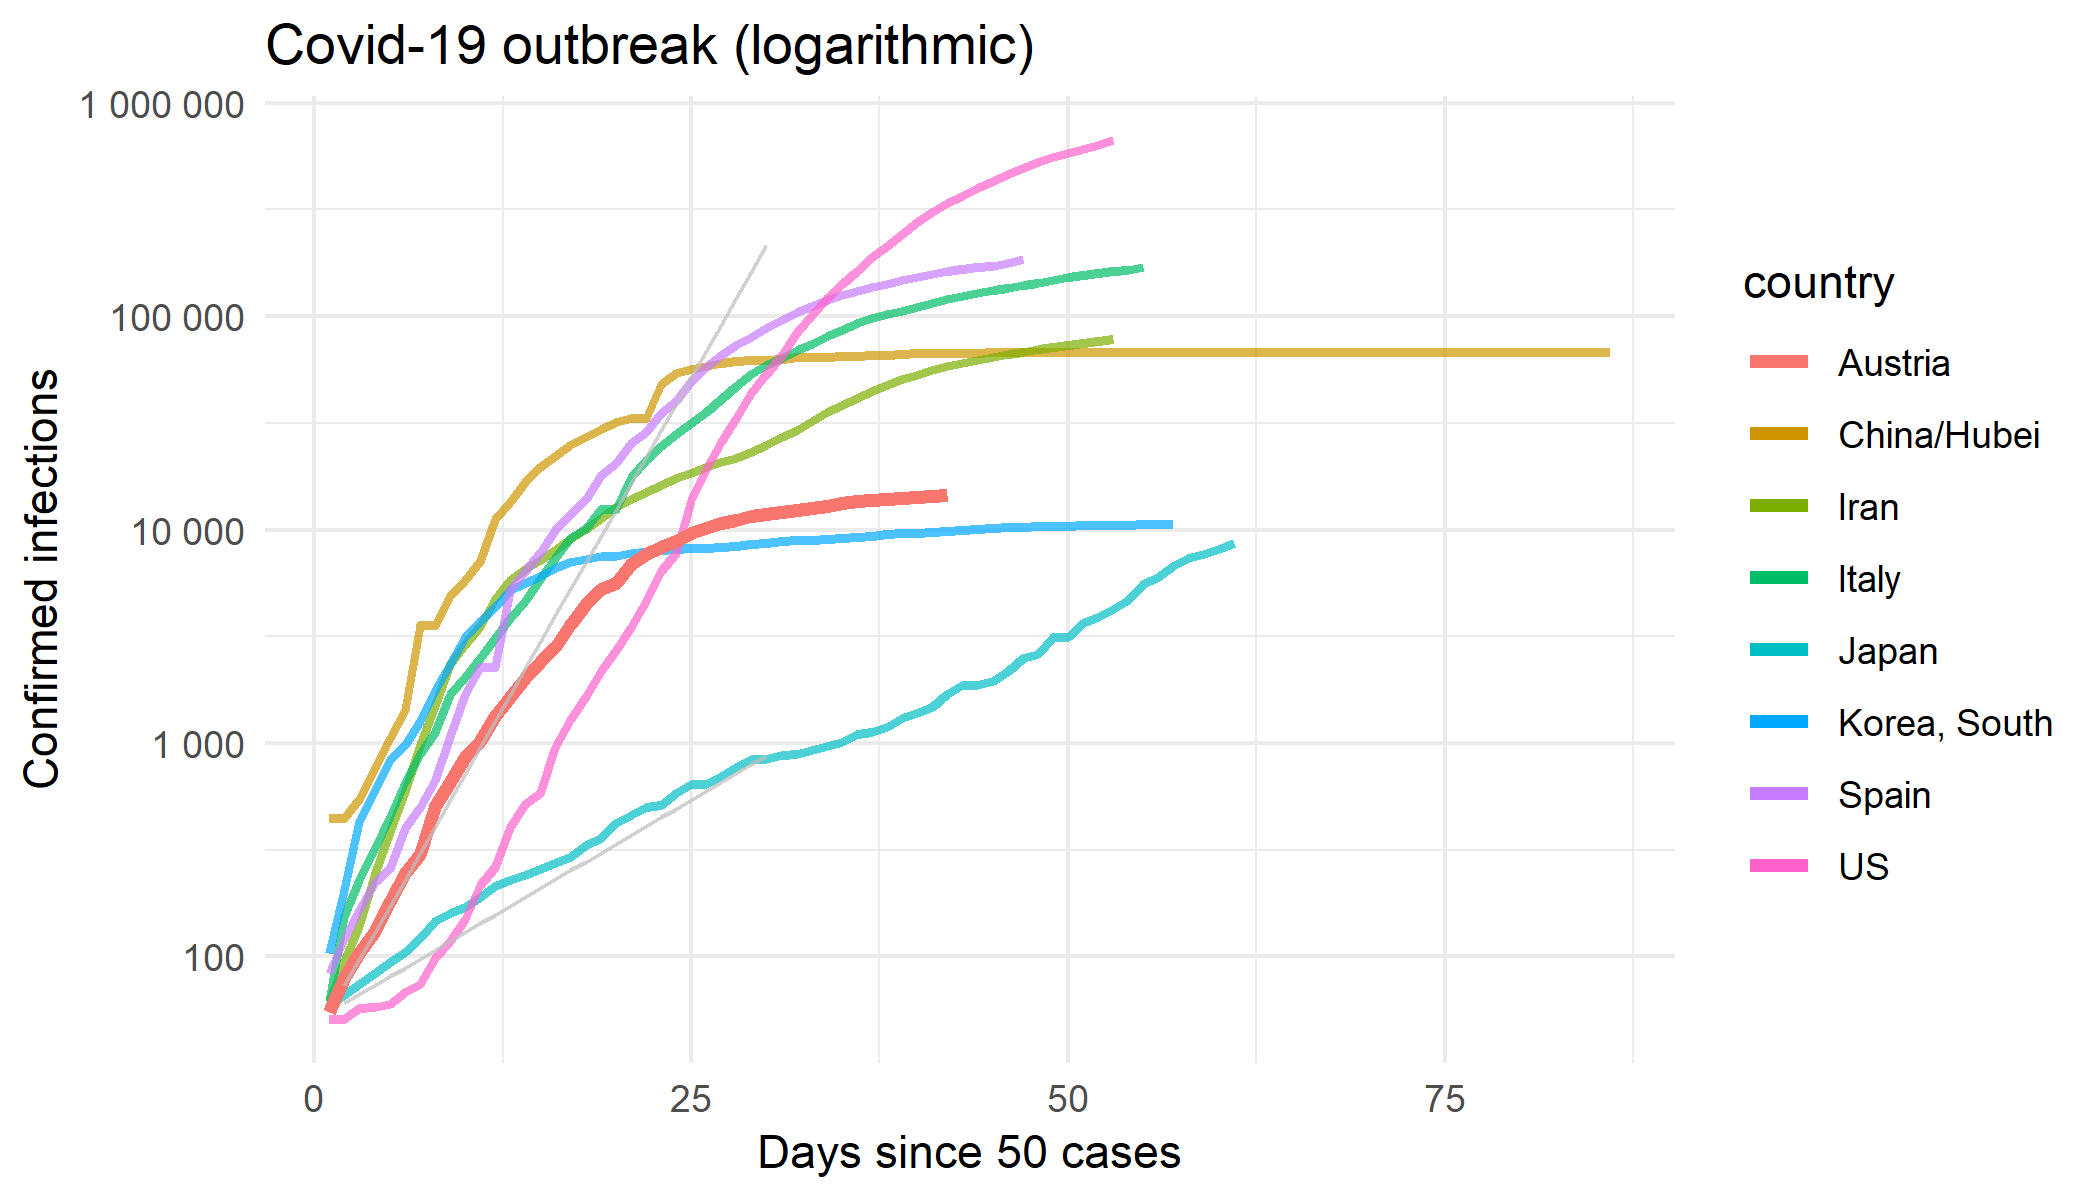 Covid-19 outbreak (logarithmic)
1 000 000
100 000
10 000
1 000
100
Confirmed infections
0 25 50 75
Days since 50 cases
country
Austria
China/Hubei
Iran
Italy
Japan
Korea, South
Spain
US